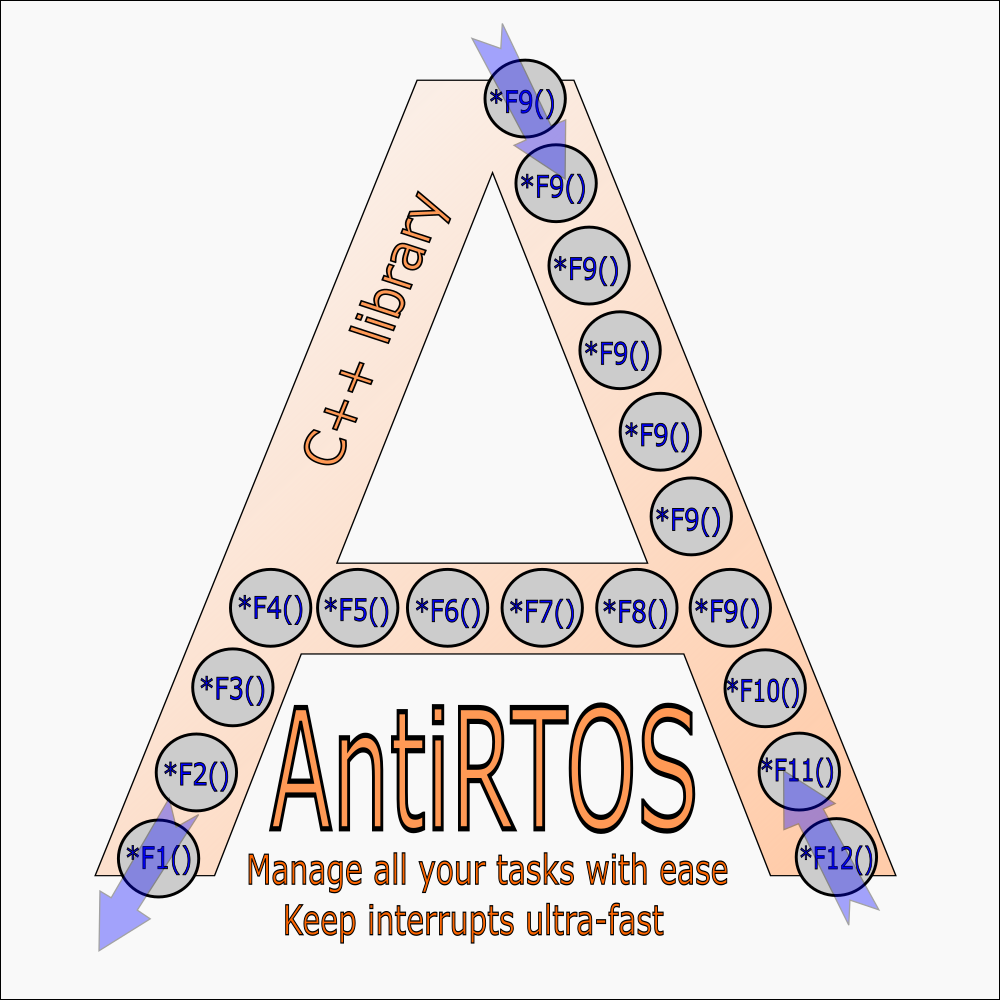 *F9()
*F9()
*F9()
*F9()
*F9()
*F9()
C++ library
*F4() *F5() *F6() *F7() *F8() *F9()
*F3() *F10()
*F2() *F11()
*F1() *F12()
AntiRTOS
Manage all your tasks with ease
Keep interrupts ultra-fast